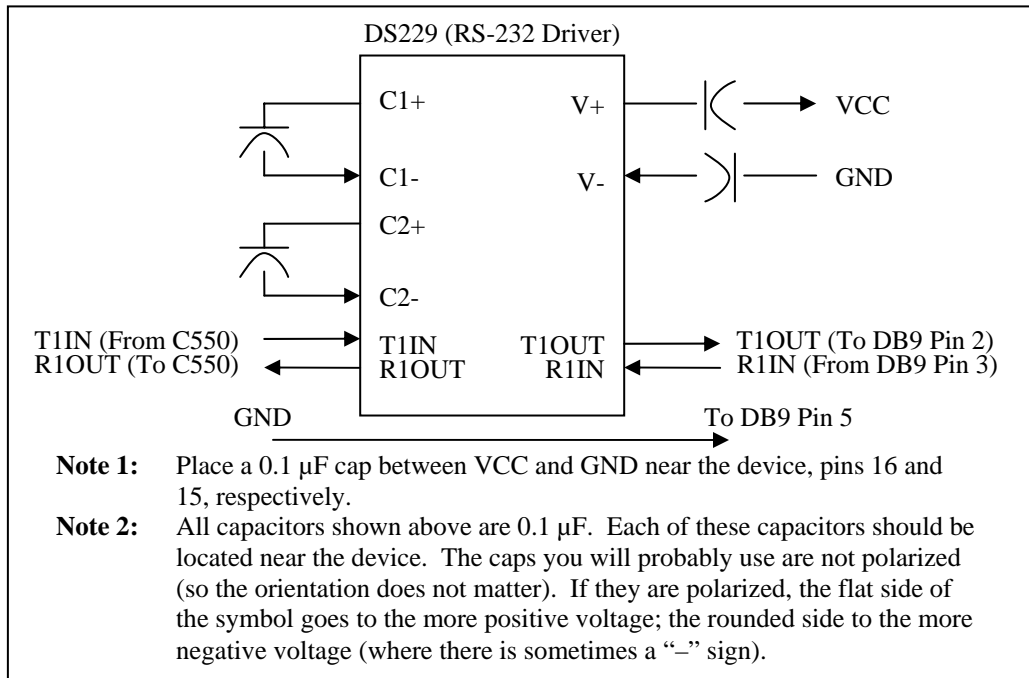 DS229 (RS-232 Driver)
C1+
V+
VCC
C1-
V-
GND
C2+
C2-
T1IN (From C550)
T1IN
T1OUT
T1OUT (To DB9 Pin 2)
R1OUT (To C550)
R1OUT
R1IN
R1IN (From DB9 Pin 3)
GND
To DB9 Pin 5
Note 1: Place a 0.1 µF cap between VCC and GND near the device, pins 16 and
15, respectively.
Note 2: All capacitors shown above are 0.1 µF. Each of these capacitors should be
located near the device. The caps you will probably use are not polarized
(so the orientation does not matter). If they are polarized, the flat side of
the symbol goes to the more positive voltage; the rounded side to the more
negative voltage (where there is sometimes a “–” sign).